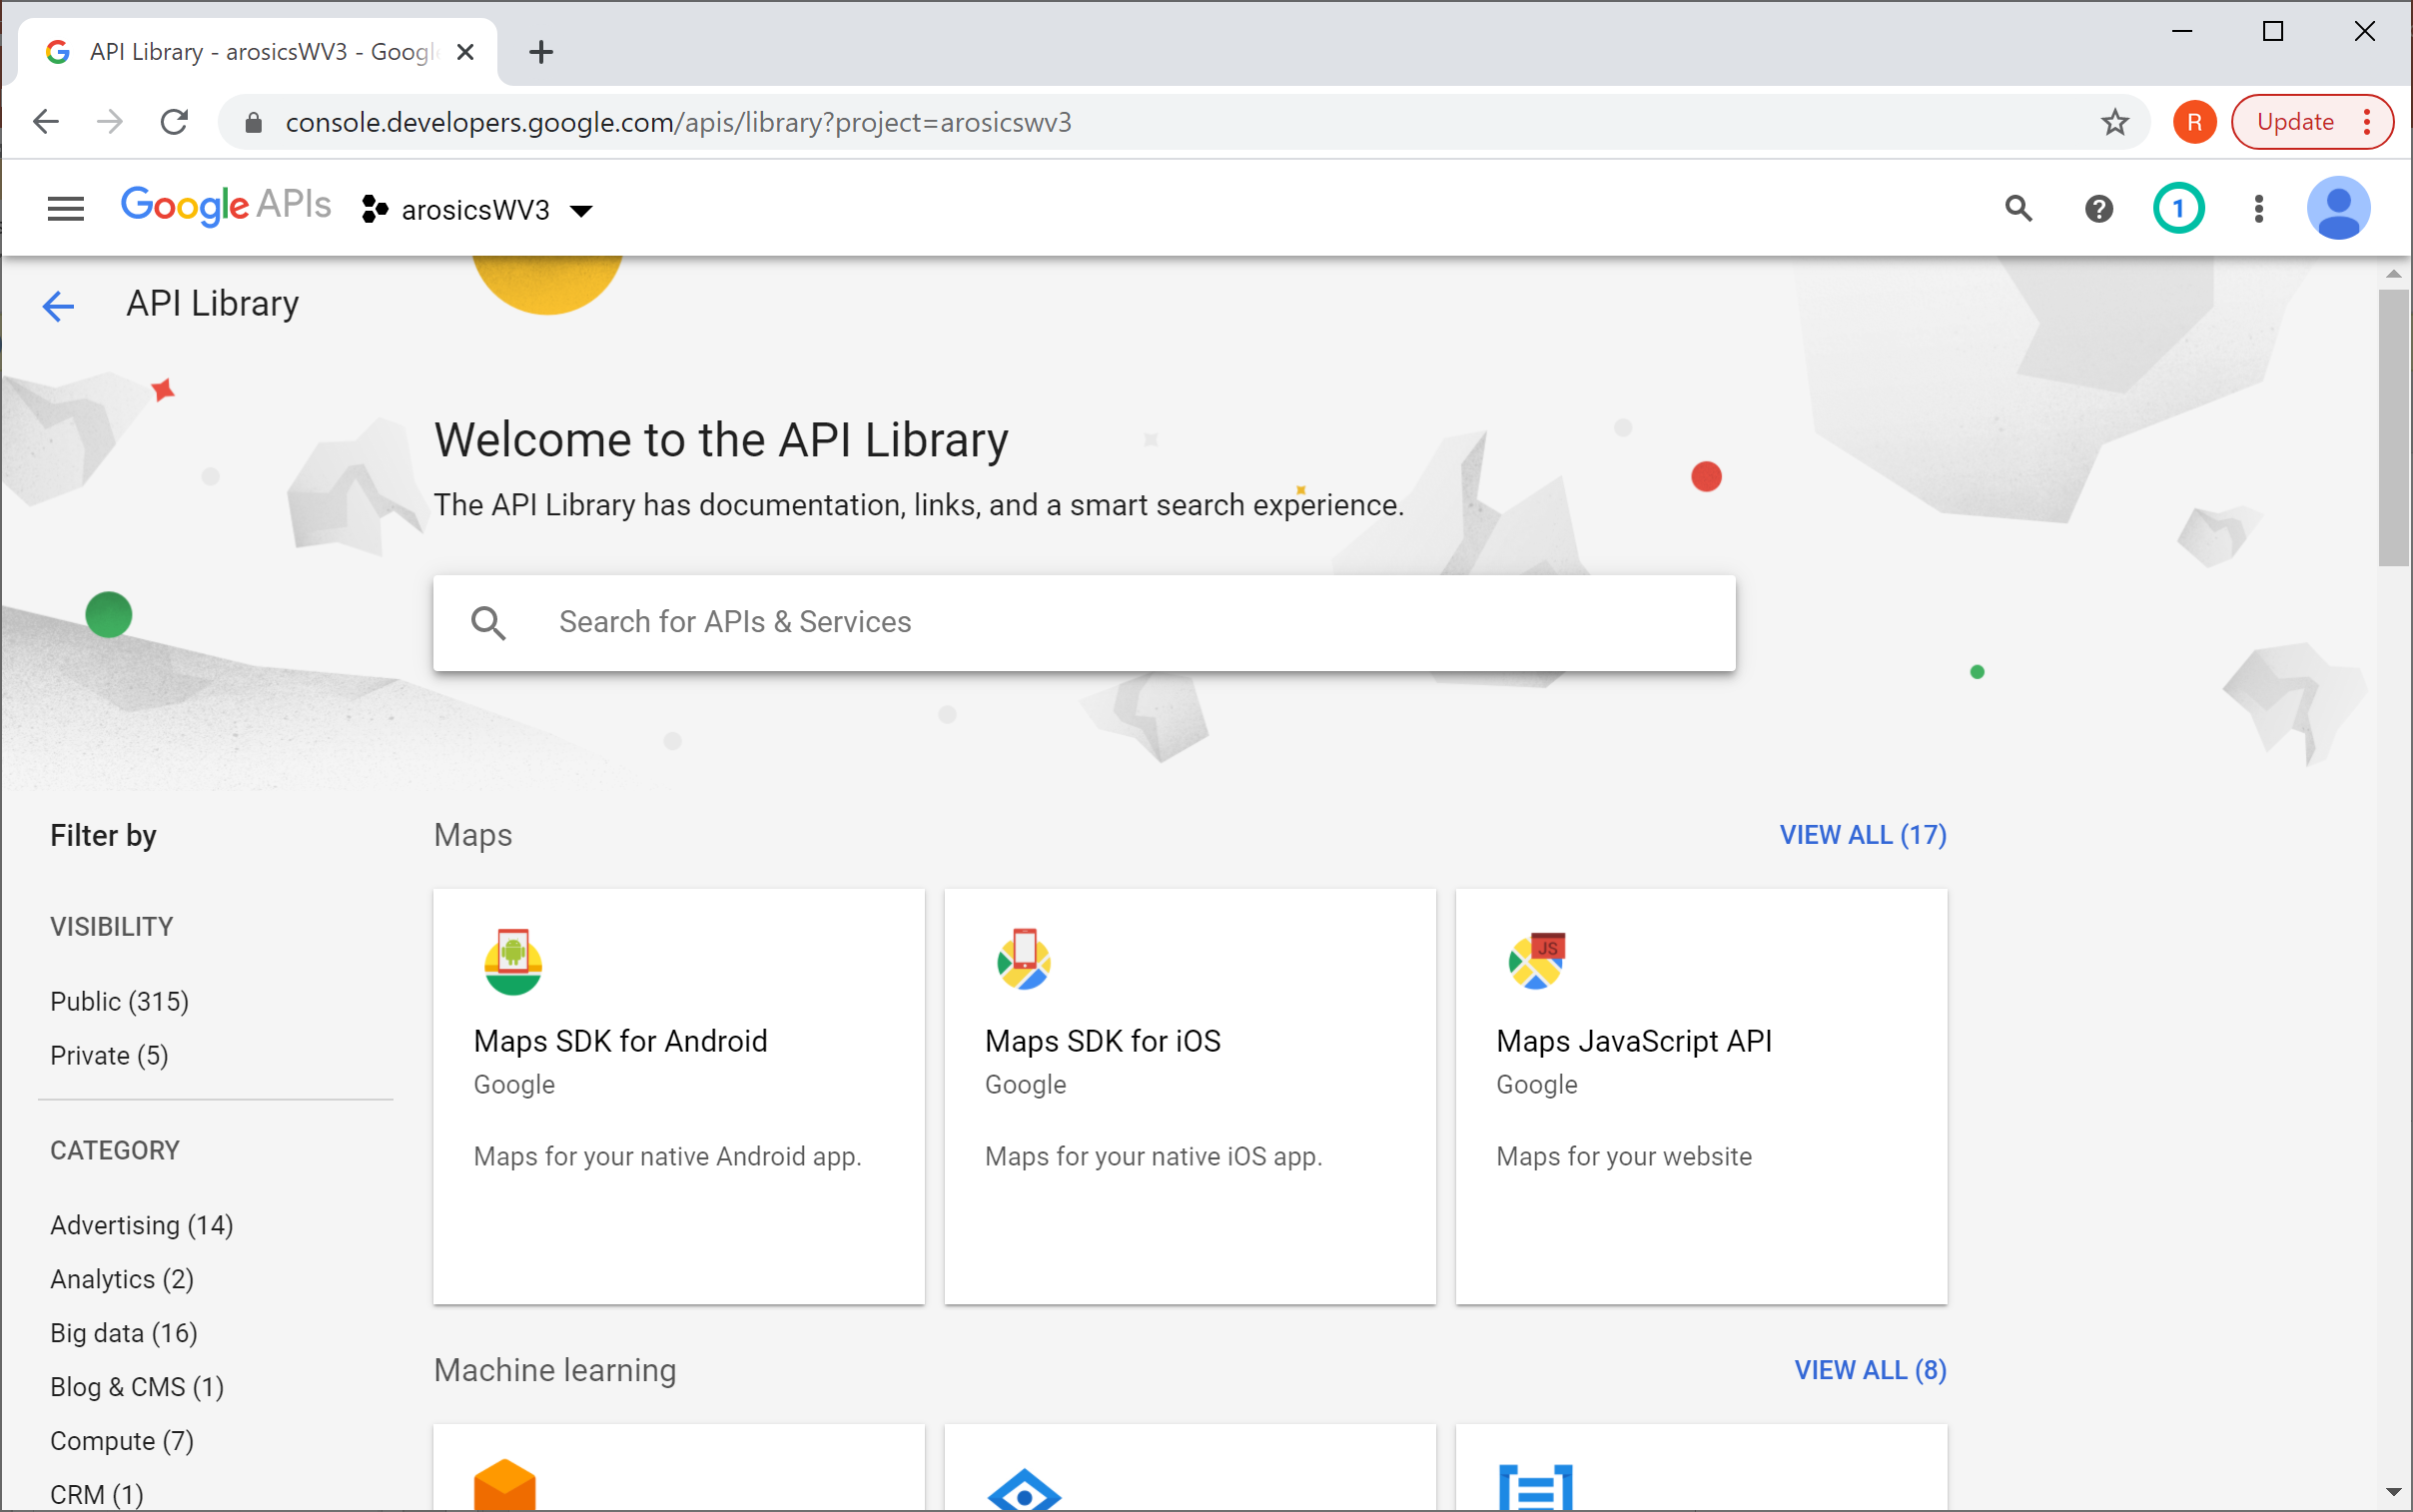 API Library - arosicsWV3 - Googl
console.developers.google.com/apis/library?project=arosicswv3
R
Update
Google APIs
arosicsWV3
1
API Library
Welcome to the API Library
The API Library has documentation, links, and a smart search experience.
Search for APIs & Services
Filter by
VISIBILITY
Public (315)
Private (5)
CATEGORY
Advertising (14)
Analytics (2)
Big data (16)
Blog & CMS (1)
Compute (7)
CRM (1)
Maps
VIEW ALL (17)
Maps SDK for Android
Google
Maps for your native Android app.
Maps SDK for iOS
Google
Maps for your native iOS app.
JS
Maps JavaScript API
Google
Maps for your website
Machine learning
VIEW ALL (8)